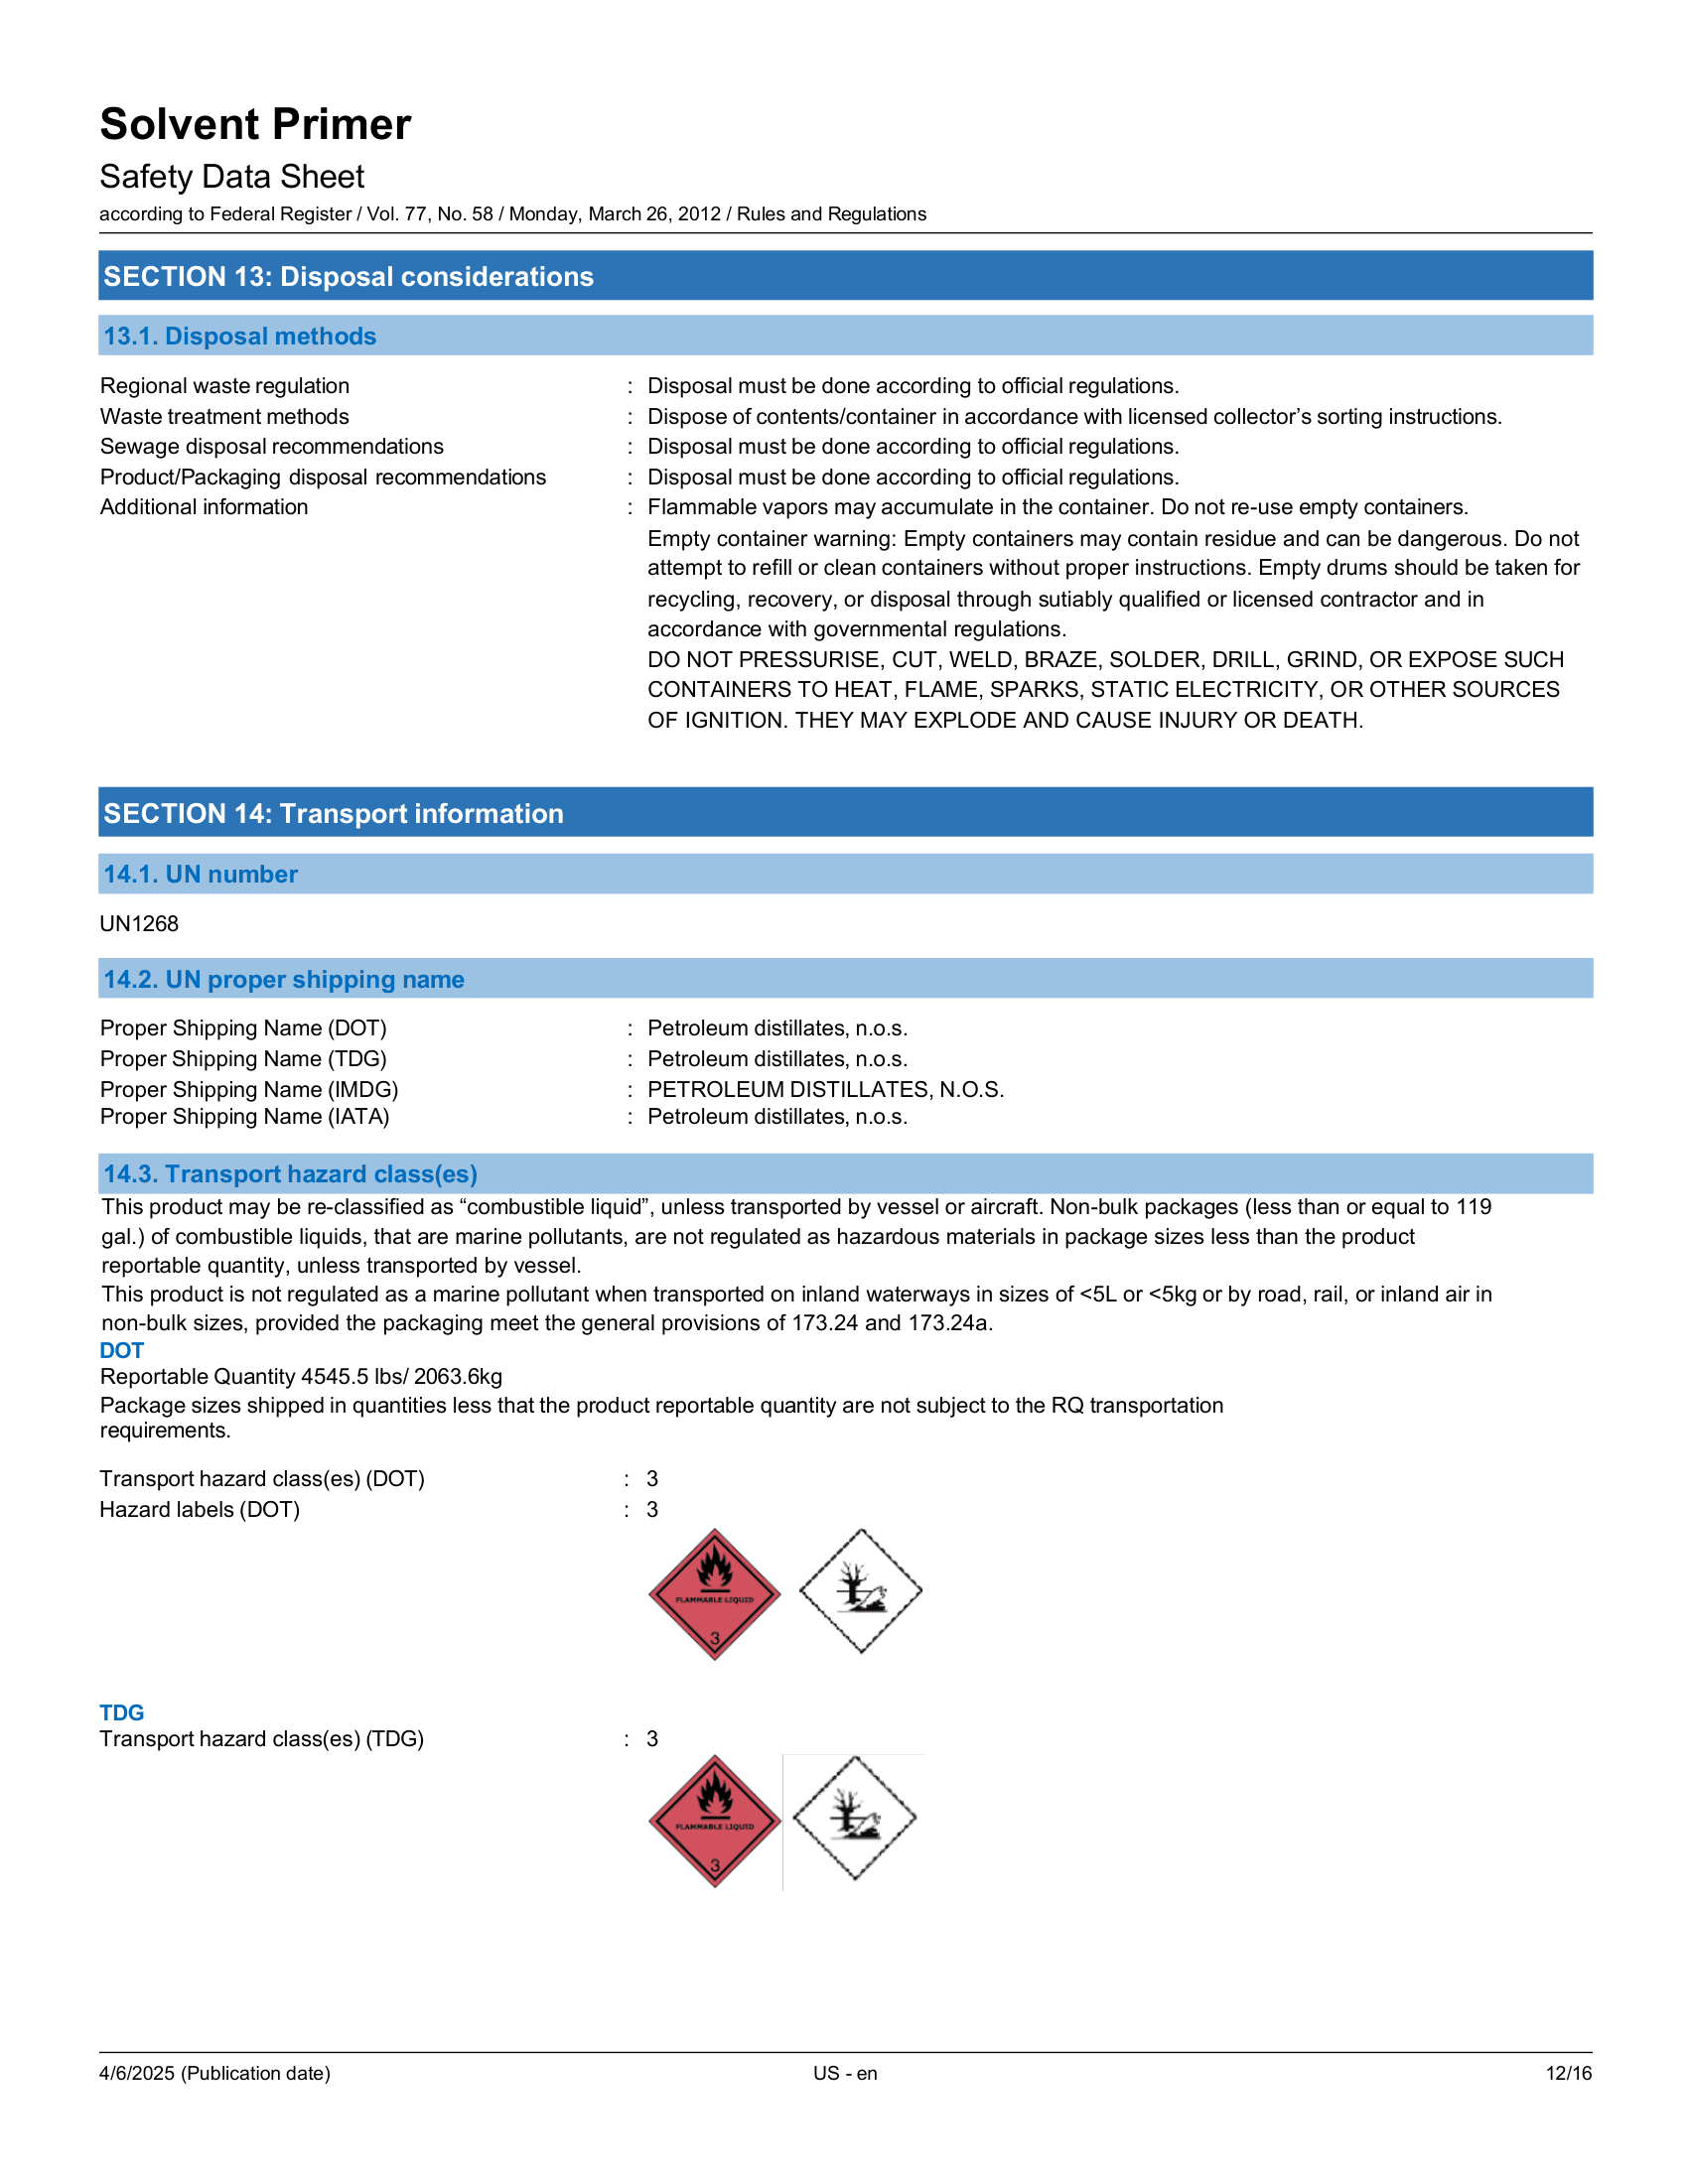 Solvent Primer
Safety Data Sheet
according to Federal Register / Vol. 77, No. 58 / Monday, March 26, 2012 / Rules and Regulations
SECTION 13: Disposal considerations
13.1. Disposal methods
Regional waste regulation : Disposal must be done according to official regulations.
Waste treatment methods : Dispose of contents/container in accordance with licensed collector’s sorting instructions.
Sewage disposal recommendations : Disposal must be done according to official regulations.
Product/Packaging disposal recommendations : Disposal must be done according to official regulations.
Additional information : Flammable vapors may accumulate in the container. Do not re-use empty containers.
Empty container warning: Empty containers may contain residue and can be dangerous. Do not
attempt to refill or clean containers without proper instructions. Empty drums should be taken for
recycling, recovery, or disposal through sutiably qualified or licensed contractor and in
accordance with governmental regulations.
DO NOT PRESSURISE, CUT, WELD, BRAZE, SOLDER, DRILL, GRIND, OR EXPOSE SUCH
CONTAINERS TO HEAT, FLAME, SPARKS, STATIC ELECTRICITY, OR OTHER SOURCES
OF IGNITION. THEY MAY EXPLODE AND CAUSE INJURY OR DEATH.
SECTION 14: Transport information
14.1. UN number
UN1268
14.2. UN proper shipping name
Proper Shipping Name (DOT) : Petroleum distillates, n.o.s.
Proper Shipping Name (TDG) : Petroleum distillates, n.o.s.
Proper Shipping Name (IMDG) : PETROLEUM DISTILLATES, N.O.S.
Proper Shipping Name (IATA) : Petroleum distillates, n.o.s.
14.3. Transport hazard class(es)
This product may be re-classified as “combustible liquid”, unless transported by vessel or aircraft. Non-bulk packages (less than or equal to 119
gal.) of combustible liquids, that are marine pollutants, are not regulated as hazardous materials in package sizes less than the product
reportable quantity, unless transported by vessel.
This product is not regulated as a marine pollutant when transported on inland waterways in sizes of <5L or <5kg or by road, rail, or inland air in
non-bulk sizes, provided the packaging meet the general provisions of 173.24 and 173.24a.
DOT
Reportable Quantity 4545.5 lbs/ 2063.6kg
Package sizes shipped in quantities less that the product reportable quantity are not subject to the RQ transportation
requirements.
Transport hazard class(es) (DOT) : 3
Hazard labels (DOT) : 3
FLAMMABLE LIQUID
3
TDG
Transport hazard class(es) (TDG) : 3
FLAMMABLE LIQUID
3
4/6/2025 (Publication date) US - en 12/16